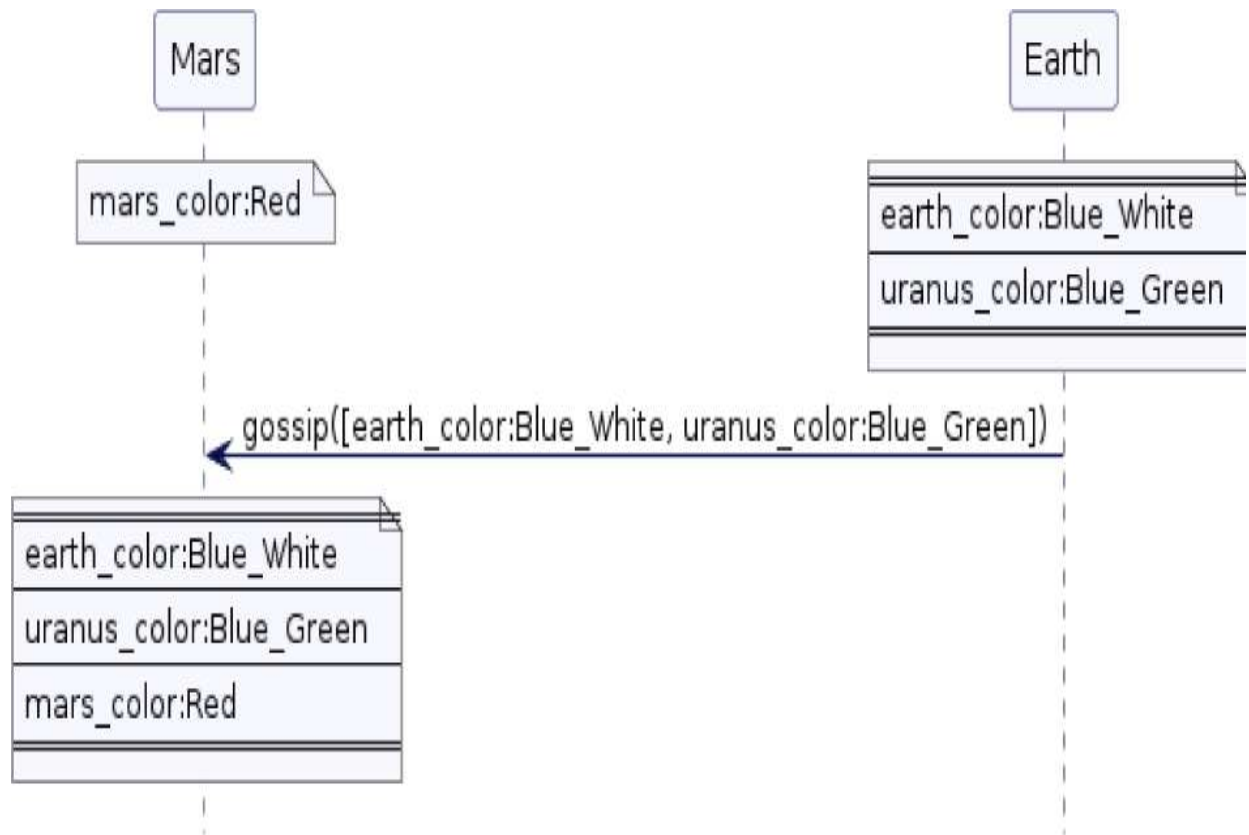 Mars
Earth
mars_color:Red
earth_color:Blue_White
uranus_color:Blue_Green
gossip([earth_color:Blue_White, uranus_color:Blue_Green])
earth_color:Blue_White
uranus_color:Blue_Green
mars_color:Red